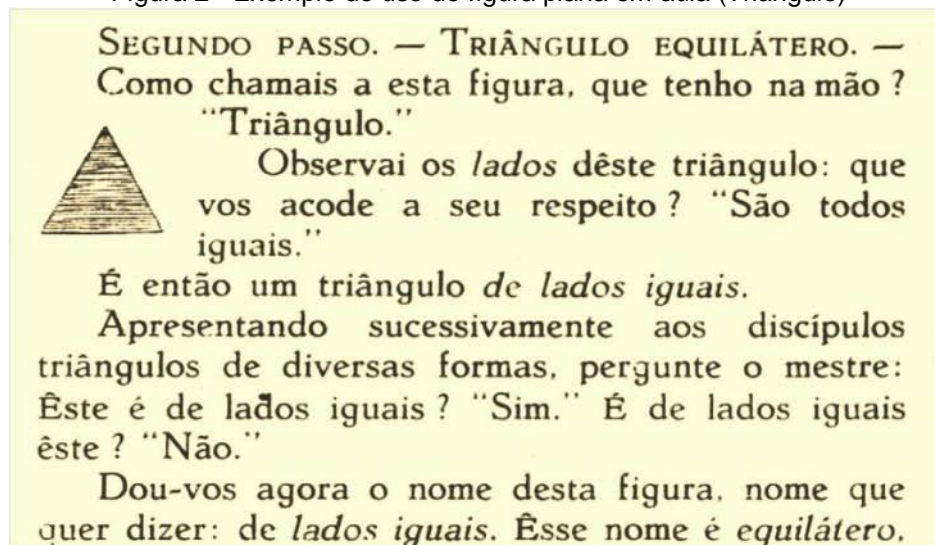 SEGUNDO PASSO. — TRIÂNGULO EQUILÁTERO. —
Como chamais a esta figura, que tenho na mão ?
“Triângulo.”
Observai os lados dêste triângulo: que
vos acode a seu respeito ? “São todos
iguais.”
É então um triângulo de lados iguais.
Apresentando sucessivamente aos discípulos
triângulos de diversas formas, pergunte o mestre:
Êste é de lados iguais ? “Sim.” É de lados iguais
êste ? “Não.”
Dou-vos agora o nome desta figura, nome que
quer dizer: de lados iguais. Êsse nome é equilátero.